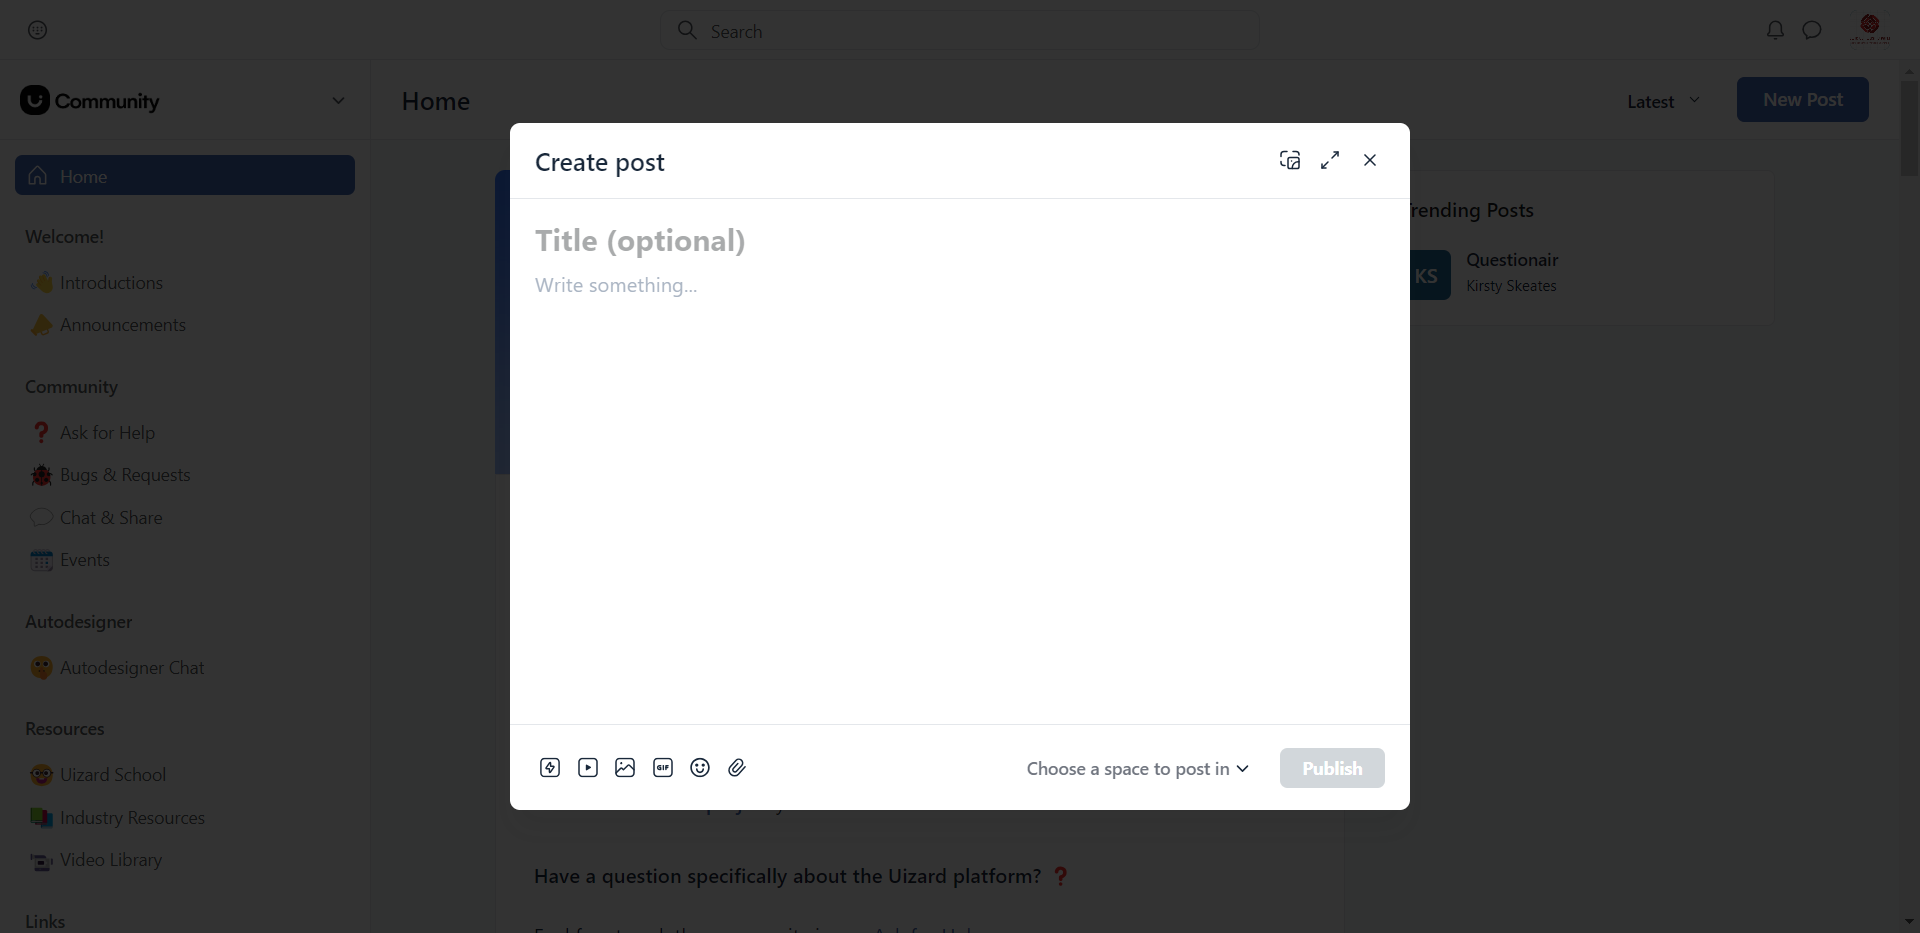 Search
Community
Home
Latest
New Post
Home
Welcome!
Introductions
Announcements
Community
Ask for Help
Bugs & Requests
Chat & Share
Events
Autodesigner
Autodesigner Chat
Resources
Uizard School
Industry Resources
Video Library
Links
Create post
Title (optional)
Write something...
GIF
Choose a space to post in
Publish
Trending Posts
KS
Questionair
Kirsty Skeates
Have a question specifically about the Uizard platform? ❓